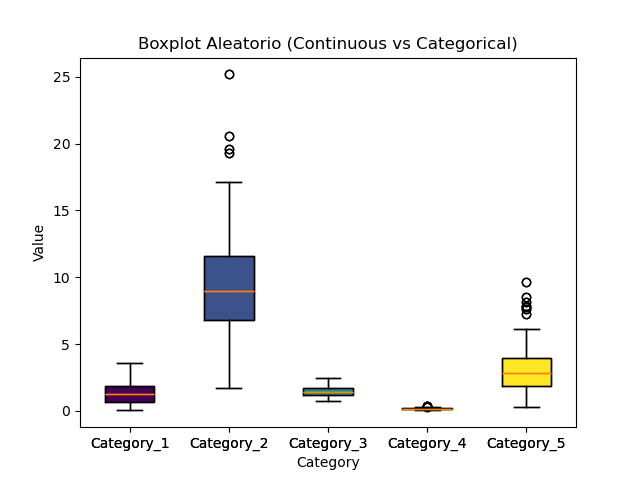 Boxplot Aleatorio (Continuous vs Categorical)
25
20
15
10
5
0
Value
Category_1 Category_2 Category_3 Category_4 Category_5
Category